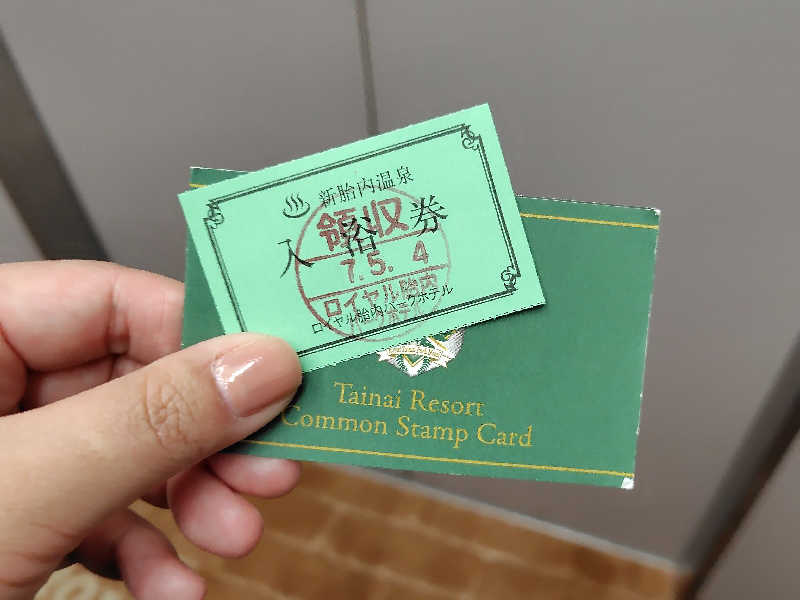 ♨ 新胎内温泉
入浴券
領収
7.5.4
ロイヤル胎内
ロイヤル胎内パークホテル
Tainai Resort
Common Stamp Card